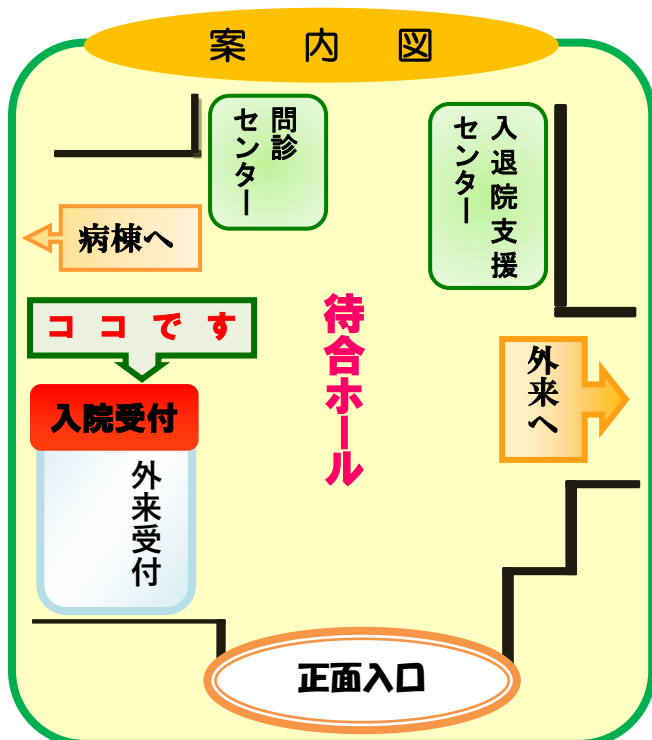 案　内　図
問診
センター
入退院支援
センター
病棟へ
ココです
待合ホール
外来へ
入院受付
外来受付
正面入口